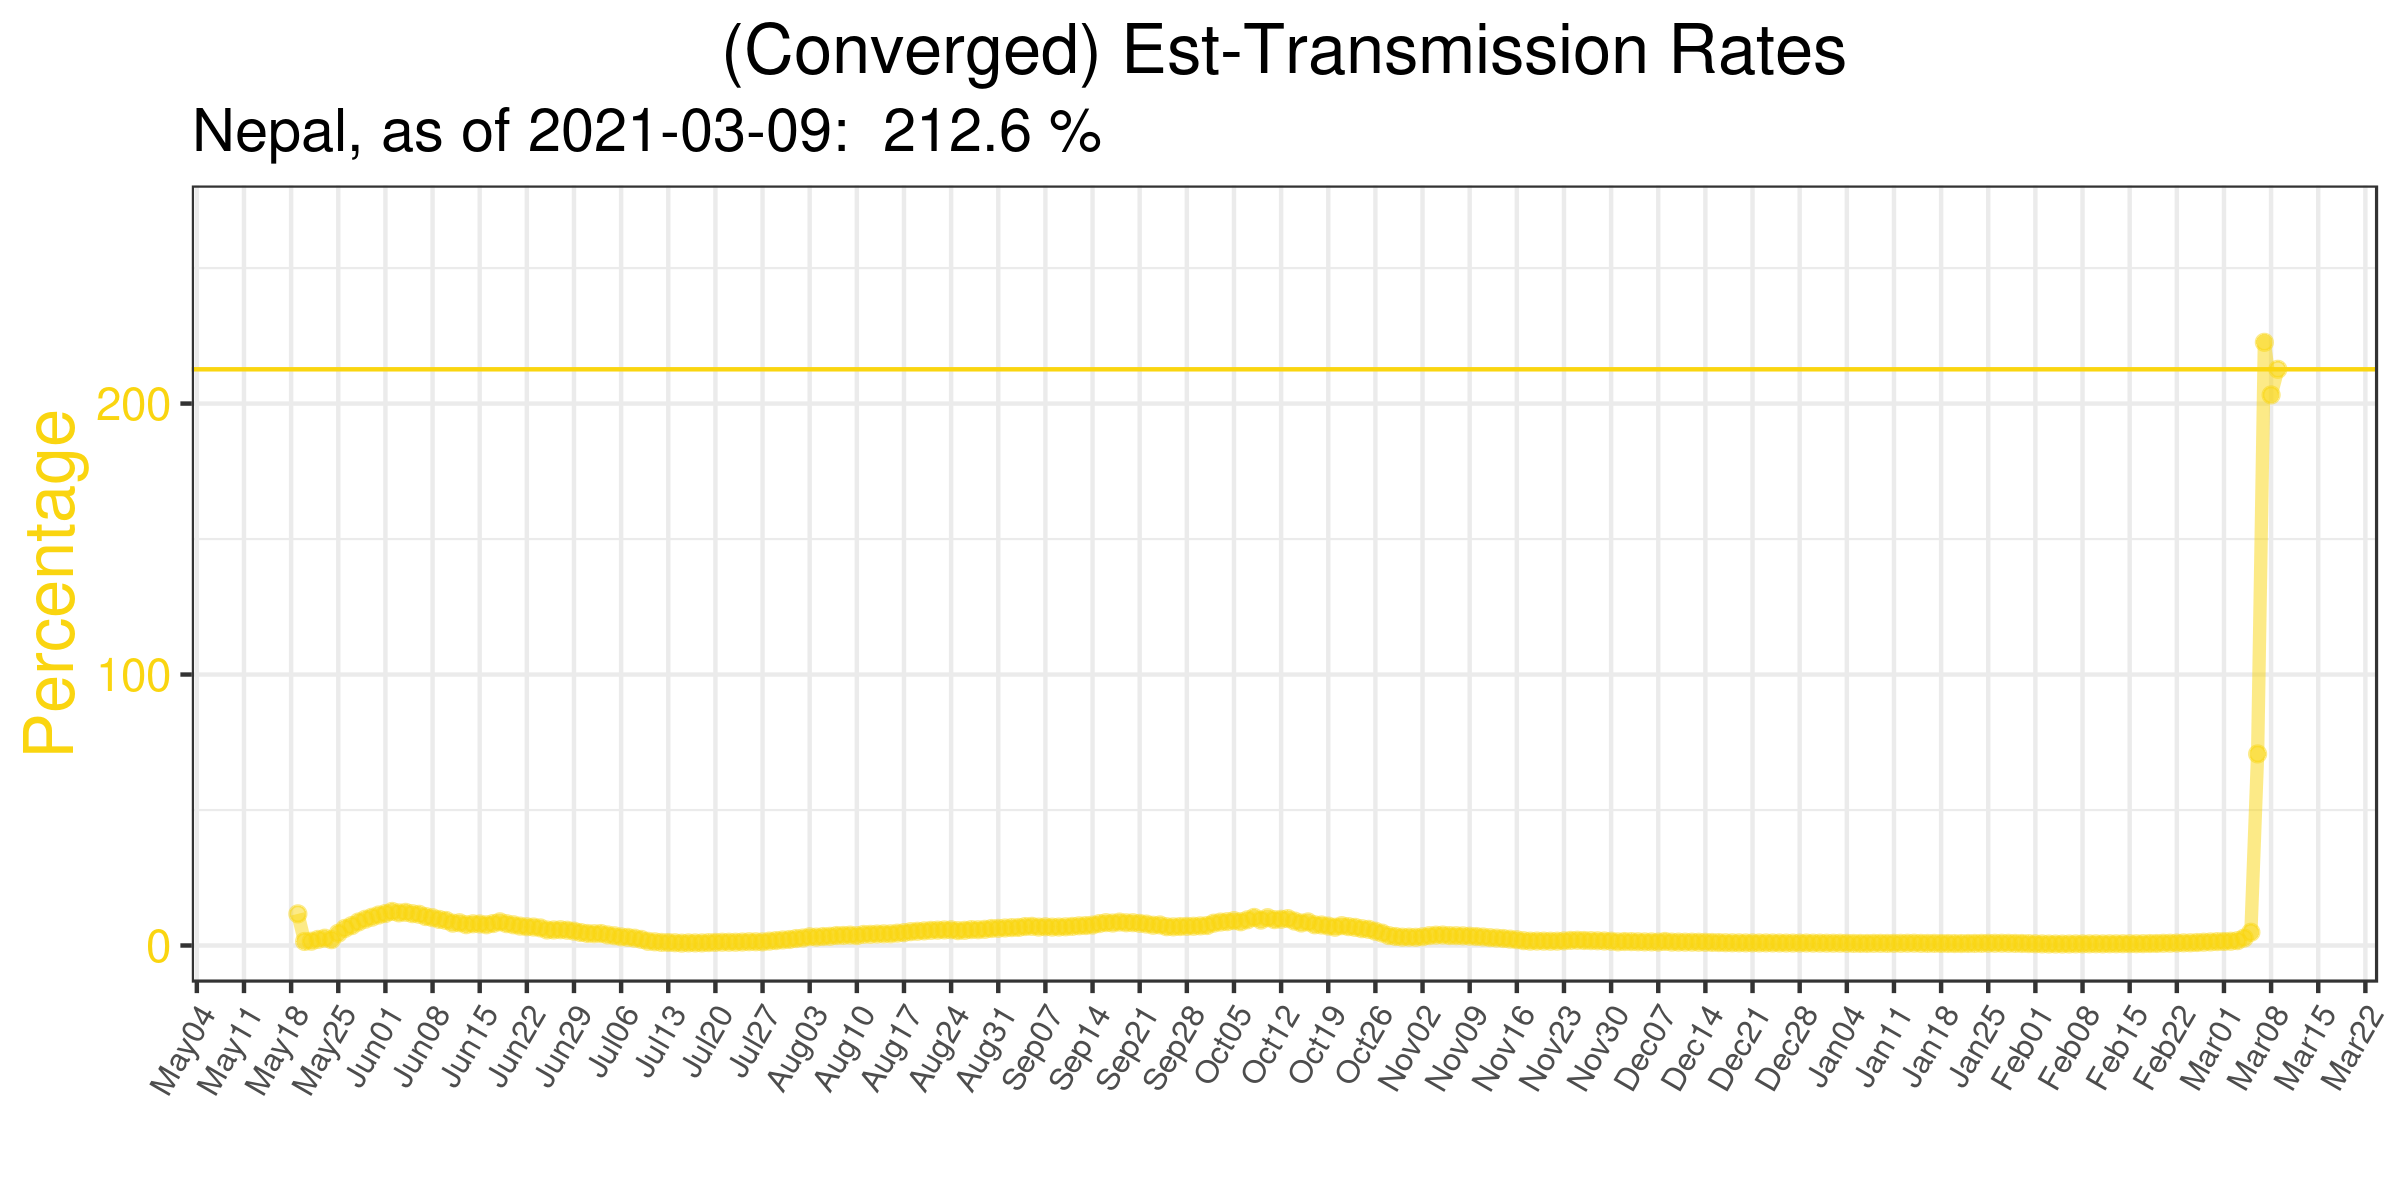 (Converged) Est-Transmission Rates
Nepal, as of 2021-03-09:  212.6 %
Percentage
200
100
0
May04
May11
May18
May25
Jun01
Jun08
Jun15
Jun22
Jun29
Jul06
Jul13
Jul20
Jul27
Aug03
Aug10
Aug17
Aug24
Aug31
Sep07
Sep14
Sep21
Sep28
Oct05
Oct12
Oct19
Oct26
Nov02
Nov09
Nov16
Nov23
Nov30
Dec07
Dec14
Dec21
Dec28
Jan04
Jan11
Jan18
Jan25
Feb01
Feb08
Feb15
Feb22
Mar01
Mar08
Mar15
Mar22